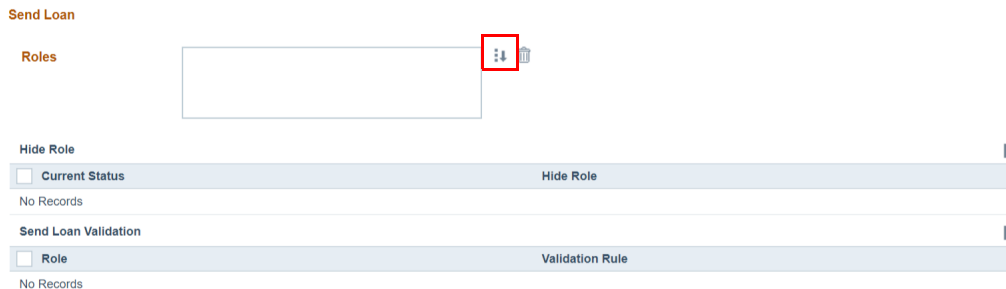 Send Loan
Roles
Hide Role
Current Status Hide Role
No Records
Send Loan Validation
Role Validation Rule
No Records